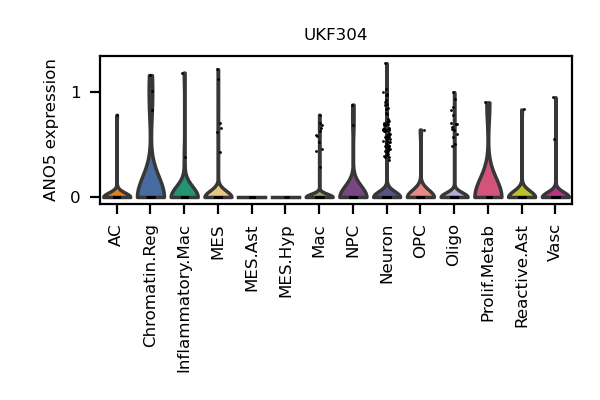 UKF304
ANO5 expression
1
0
AC
Chromatin.Reg
Inflammatory.Mac
MES
MES.Ast
MES.Hyp
Mac
NPC
Neuron
OPC
Oligo
Prolif.Metab
Reactive.Ast
Vasc